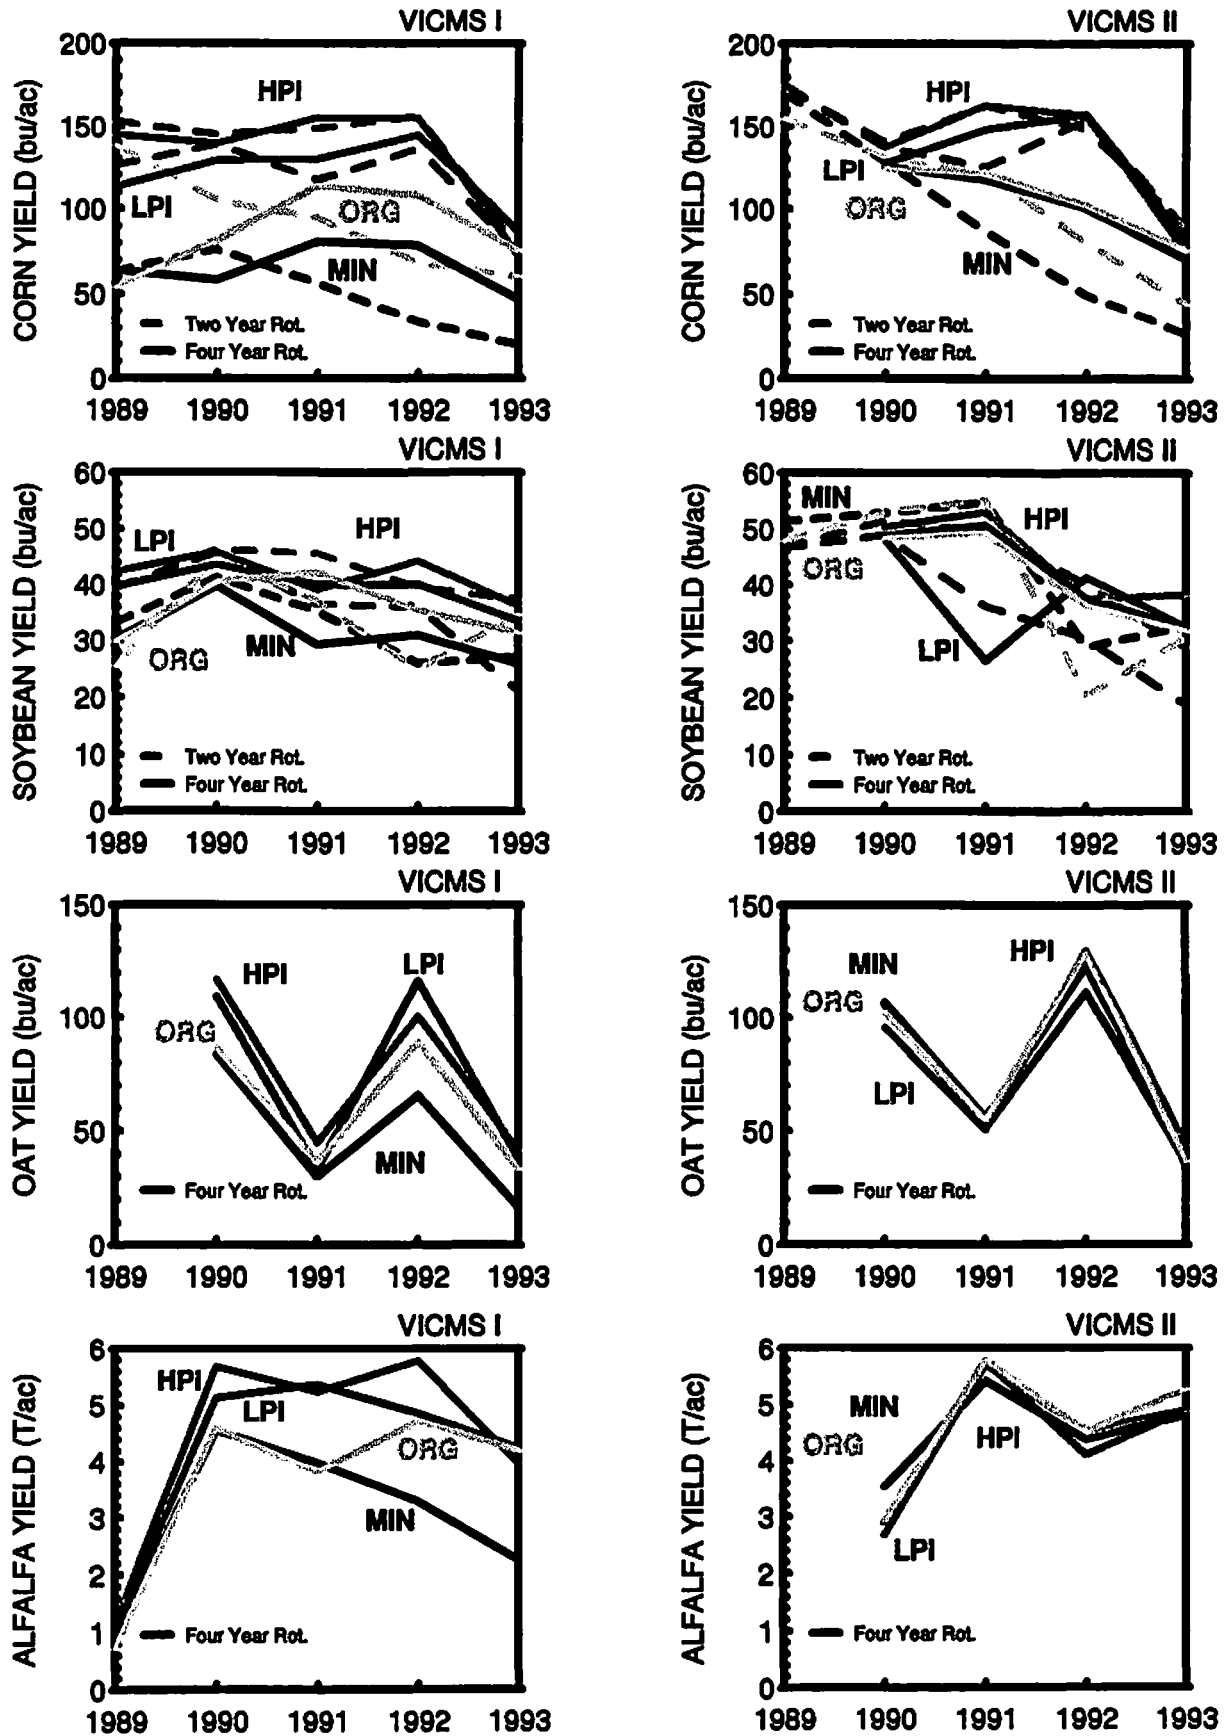 VICMS I
CORN YIELD (bu/ac)
200
150
100
50
0
HPI
LPI
ORG
MIN
Two Year Rot.
Four Year Rot.
1989 1990 1991 1992 1993
VICMS II
CORN YIELD (bu/ac)
200
150
100
50
0
HPI
LPI
ORG
MIN
Two Year Rot.
Four Year Rot.
1989 1990 1991 1992 1993
VICMS I
SOYBEAN YIELD (bu/ac)
60
50
40
30
20
10
0
LPI
HPI
ORG
MIN
Two Year Rot.
Four Year Rot.
1989 1990 1991 1992 1993
VICMS II
SOYBEAN YIELD (bu/ac)
60
50
40
30
20
10
0
MIN
HPI
ORG
LPI
Two Year Rot.
Four Year Rot.
1989 1990 1991 1992 1993
VICMS I
OAT YIELD (bu/ac)
150
100
50
0
HPI
LPI
ORG
MIN
Four Year Rot.
1989 1990 1991 1992 1993
VICMS II
OAT YIELD (bu/ac)
150
100
50
0
HPI
MIN
ORG
LPI
Four Year Rot.
1989 1990 1991 1992 1993
VICMS I
ALFALFA YIELD (T/ac)
6
5
4
3
2
1
0
HPI
LPI
ORG
MIN
Four Year Rot.
1989 1990 1991 1992 1993
VICMS II
ALFALFA YIELD (T/ac)
6
5
4
3
2
1
0
MIN
ORG
HPI
LPI
Four Year Rot.
1989 1990 1991 1992 1993